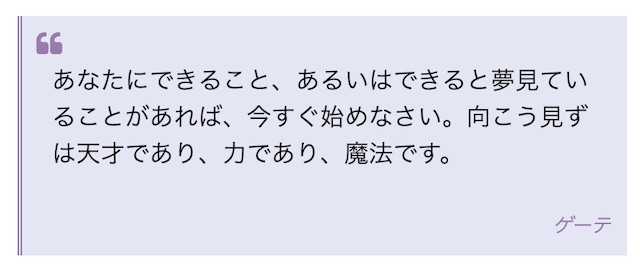 あなたにできること、あるいはできると夢見てい
ることがあれば、今すぐ始めなさい。向こう見ず
は天才であり、力であり、魔法です。
ゲーテ